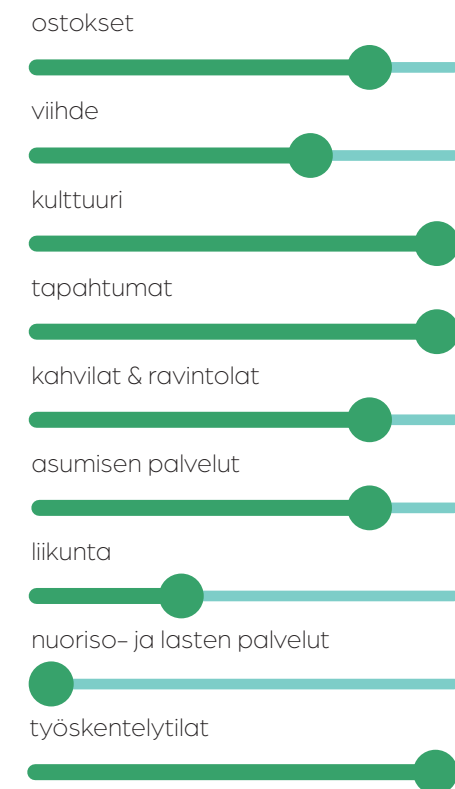 ostokset
viihde
kulttuuri
tapahtumat
kahvilat & ravintolat
asumisen palvelut
liikunta
nuoriso- ja lasten palvelut
työskentelytilat